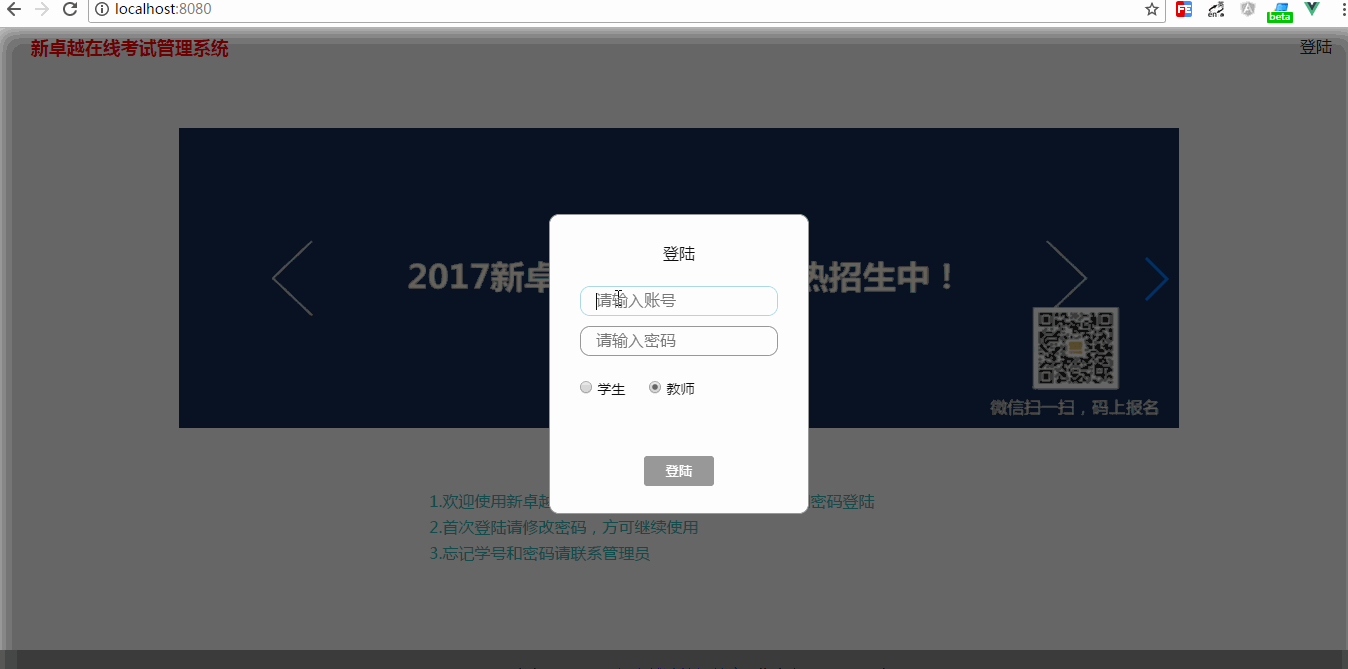 localhost:8080
FE
en
A
beta
新卓越在线考试管理系统
登陆
2017新卓
热招生中！
微信扫一扫，码上报名
登陆
请输入账号
请输入密码
学生
教师
登陆
1.欢迎使用新卓越
密码登陆
2.首次登陆请修改密码，方可继续使用
3.忘记学号和密码请联系管理员